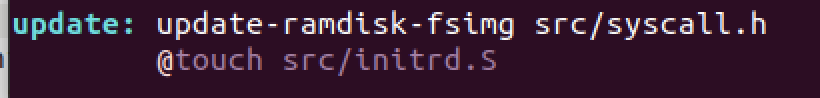 update: update-ramdisk-fsimg src/syscall.h
@touch src/initrd.S